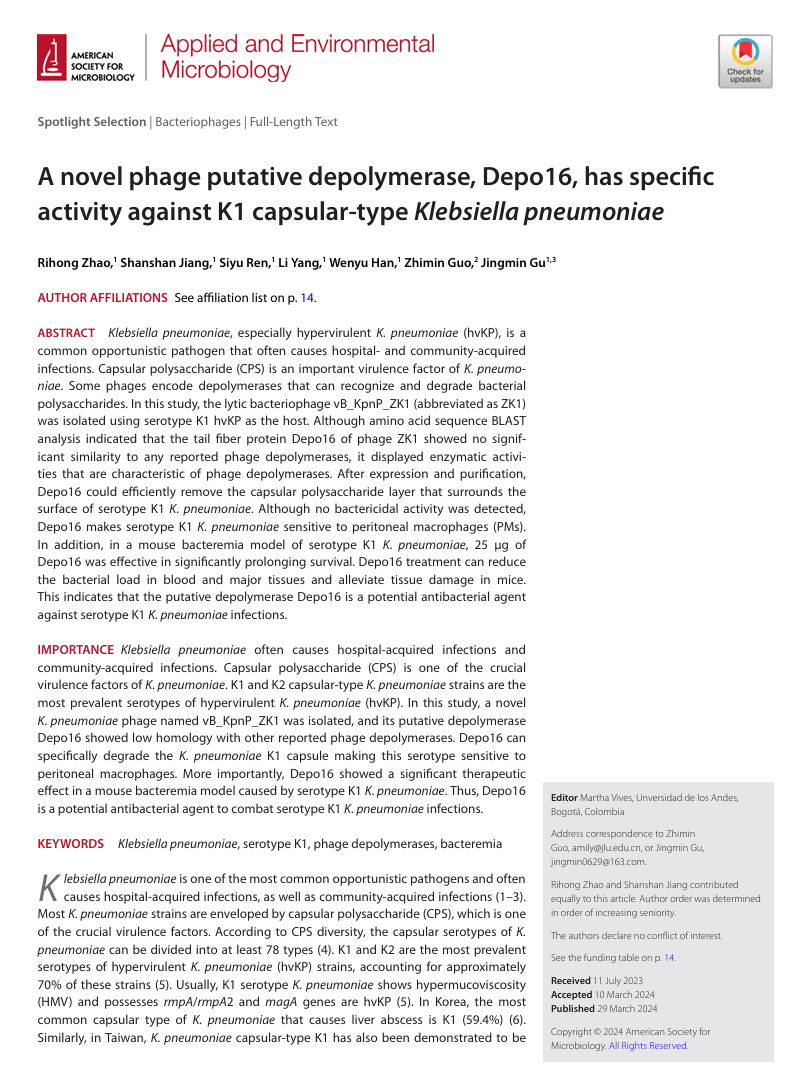 AMERICAN
SOCIETY FOR
MICROBIOLOGY
Applied and Environmental
Microbiology
Check for
updates
Spotlight Selection | Bacteriophages | Full-Length Text
A novel phage putative depolymerase, Depo16, has specific
activity against K1 capsular-type Klebsiella pneumoniae
Rihong Zhao,1 Shanshan Jiang,1 Siyu Ren,1 Li Yang,1 Wenyu Han,1 Zhimin Guo,2 Jingmin Gu1,3
AUTHOR AFFILIATIONS See affiliation list on p. 14.
ABSTRACT Klebsiella pneumoniae, especially hypervirulent K. pneumoniae (hvKP), is a
common opportunistic pathogen that often causes hospital- and community-acquired
infections. Capsular polysaccharide (CPS) is an important virulence factor of K. pneumo-
niae. Some phages encode depolymerases that can recognize and degrade bacterial
polysaccharides. In this study, the lytic bacteriophage vB_KpnP_ZK1 (abbreviated as ZK1)
was isolated using serotype K1 hvKP as the host. Although amino acid sequence BLAST
analysis indicated that the tail fiber protein Depo16 of phage ZK1 showed no signif-
icant similarity to any reported phage depolymerases, it displayed enzymatic activi-
ties that are characteristic of phage depolymerases. After expression and purification,
Depo16 could efficiently remove the capsular polysaccharide layer that surrounds the
surface of serotype K1 K. pneumoniae. Although no bactericidal activity was detected,
Depo16 makes serotype K1 K. pneumoniae sensitive to peritoneal macrophages (PMs).
In addition, in a mouse bacteremia model of serotype K1 K. pneumoniae, 25 µg of
Depo16 was effective in significantly prolonging survival. Depo16 treatment can reduce
the bacterial load in blood and major tissues and alleviate tissue damage in mice.
This indicates that the putative depolymerase Depo16 is a potential antibacterial agent
against serotype K1 K. pneumoniae infections.
IMPORTANCE Klebsiella pneumoniae often causes hospital-acquired infections and
community-acquired infections. Capsular polysaccharide (CPS) is one of the crucial
virulence factors of K. pneumoniae. K1 and K2 capsular-type K. pneumoniae strains are the
most prevalent serotypes of hypervirulent K. pneumoniae (hvKP). In this study, a novel
K. pneumoniae phage named vB_KpnP_ZK1 was isolated, and its putative depolymerase
Depo16 showed low homology with other reported phage depolymerases. Depo16 can
specifically degrade the K. pneumoniae K1 capsule making this serotype sensitive to
peritoneal macrophages. More importantly, Depo16 showed a significant therapeutic
effect in a mouse bacteremia model caused by serotype K1 K. pneumoniae. Thus, Depo16
is a potential antibacterial agent to combat serotype K1 K. pneumoniae infections.
KEYWORDS Klebsiella pneumoniae, serotype K1, phage depolymerases, bacteremia
Klebsiella pneumoniae is one of the most common opportunistic pathogens and often
causes hospital-acquired infections, as well as community-acquired infections (1–3).
Most K. pneumoniae strains are enveloped by capsular polysaccharide (CPS), which is one
of the crucial virulence factors. According to CPS diversity, the capsular serotypes of K.
pneumoniae can be divided into at least 78 types (4). K1 and K2 are the most prevalent
serotypes of hypervirulent K. pneumoniae (hvKP) strains, accounting for approximately
70% of these strains (5). Usually, K1 serotype K. pneumoniae shows hypermucoviscosity
(HMV) and possesses rmpA/rmpA2 and magA genes are hvKP (5). In Korea, the most
common capsular type of K. pneumoniae that causes liver abscess is K1 (59.4%) (6).
Similarly, in Taiwan, K. pneumoniae capsular-type K1 has also been demonstrated to be
Editor Martha Vives, Unversidad de los Andes,
Bogotá, Colombia
Address correspondence to Zhimin
Guo, amily@jlu.edu.cn, or Jingmin Gu,
jingmin0629@163.com.
Rihong Zhao and Shanshan Jiang contributed
equally to this article. Author order was determined
in order of increasing seniority.
The authors declare no conflict of interest.
See the funding table on p. 14.
Received 11 July 2023
Accepted 10 March 2024
Published 29 March 2024
Copyright © 2024 American Society for
Microbiology. All Rights Reserved.